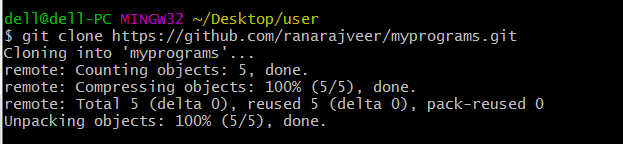 dell@dell-PC MINGW32 ~/Desktop/user
$ git clone https://github.com/ranarajveer/myprograms.git
Cloning into 'myprograms'...
remote: Counting objects: 5, done.
remote: Compressing objects: 100% (5/5), done.
remote: Total 5 (delta 0), reused 5 (delta 0), pack-reused 0
Unpacking objects: 100% (5/5), done.